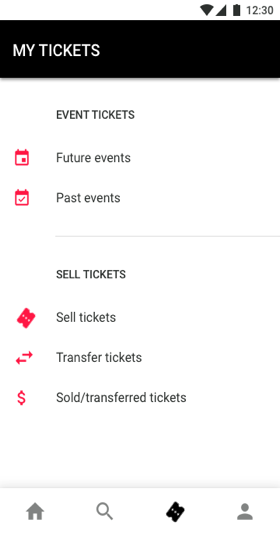 12:30
MY TICKETS
EVENT TICKETS
Future events
Past events
SELL TICKETS
Sell tickets
Transfer tickets
$ Sold/transferred tickets